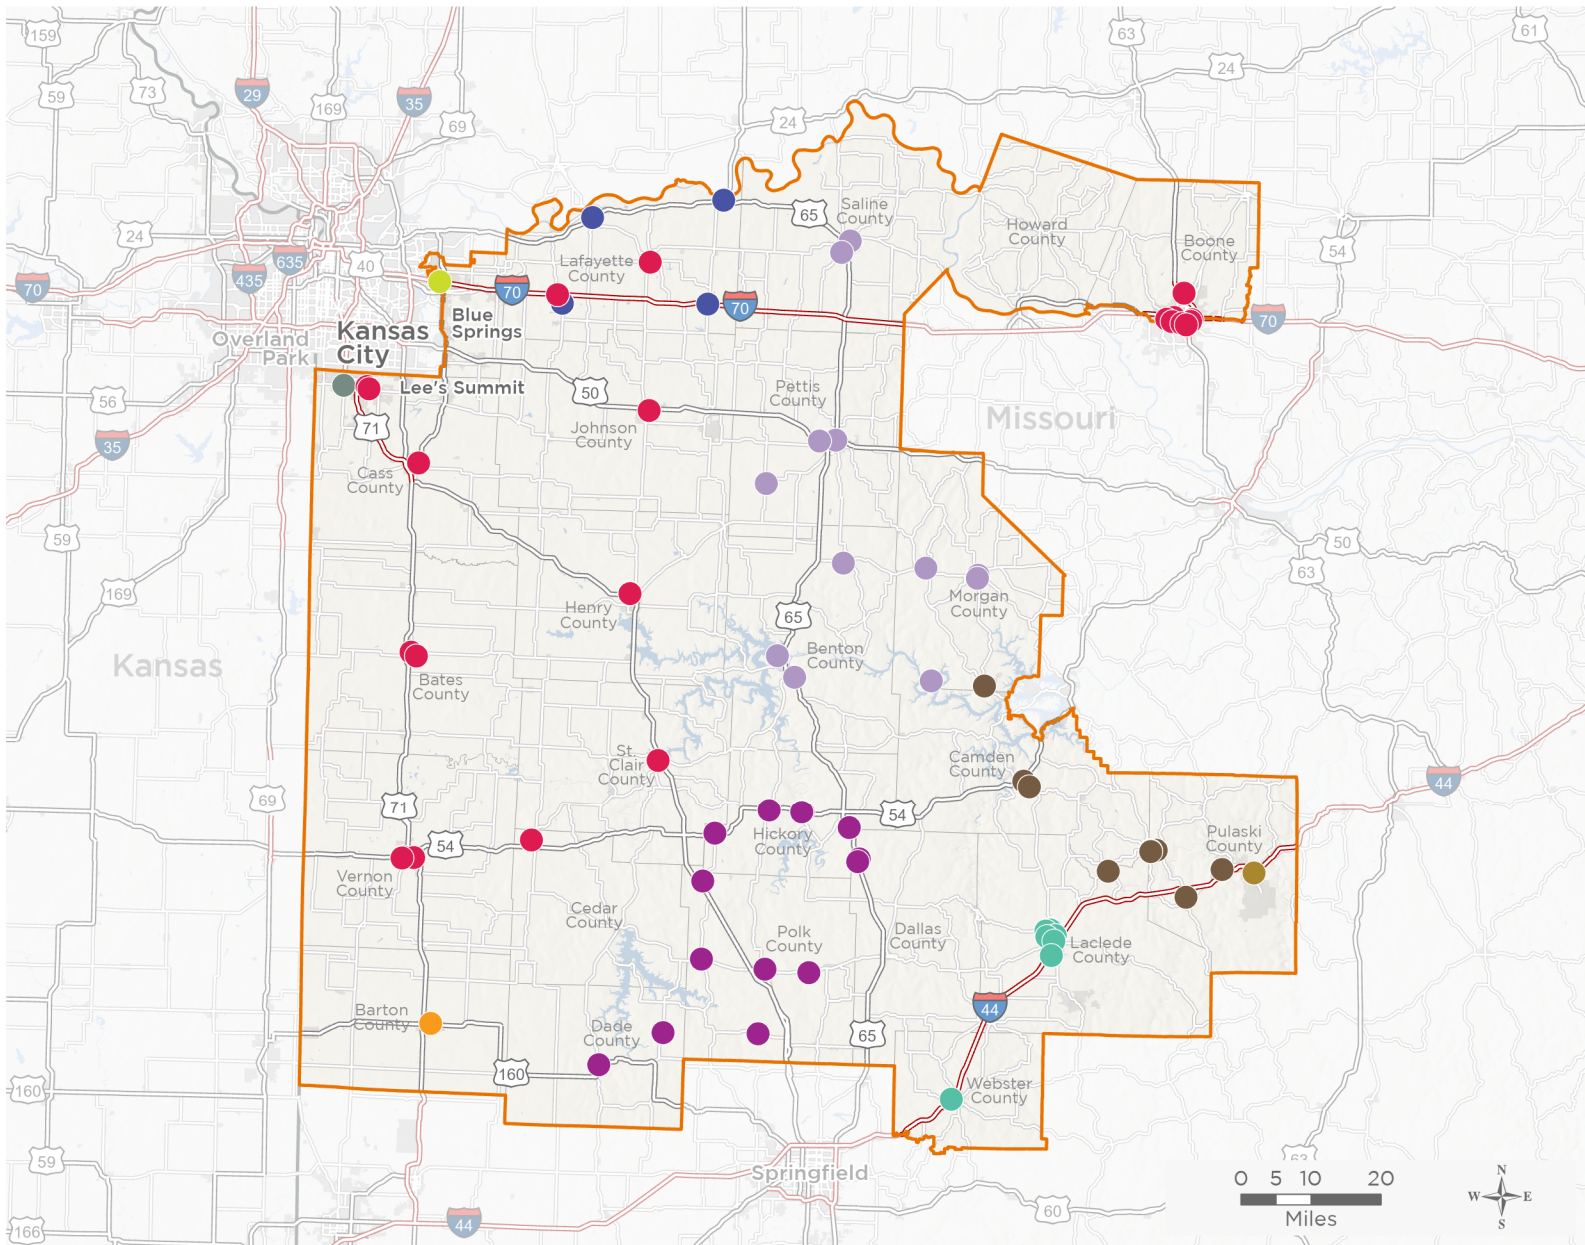 159
59
73
29
169
35
69
63
24
61
24
24
65
Saline
County
Howard
County
Boone
County
54
70
435
635
40
Lafayette
County
70
70
70
Blue
Springs
Kansas
City
Overland
Park
Lee's Summit
56
35
71
50
Johnson
County
Pettis
County
Missouri
Cass
County
59
169
50
63
Henry
County
65
Morgan
County
Benton
County
Kansas
Bates
County
St.
Clair
County
Camden
County
69
71
54
54
44
Hickory
County
Pulaski
County
Vernon
County
Cedar
County
Polk
County
Dallas
County
Laclede
County
Barton
County
Dade
County
65
44
160
160
Webster
County
59
Springfield
63
166
44
60
0 5 10 20
Miles
N
W E
S